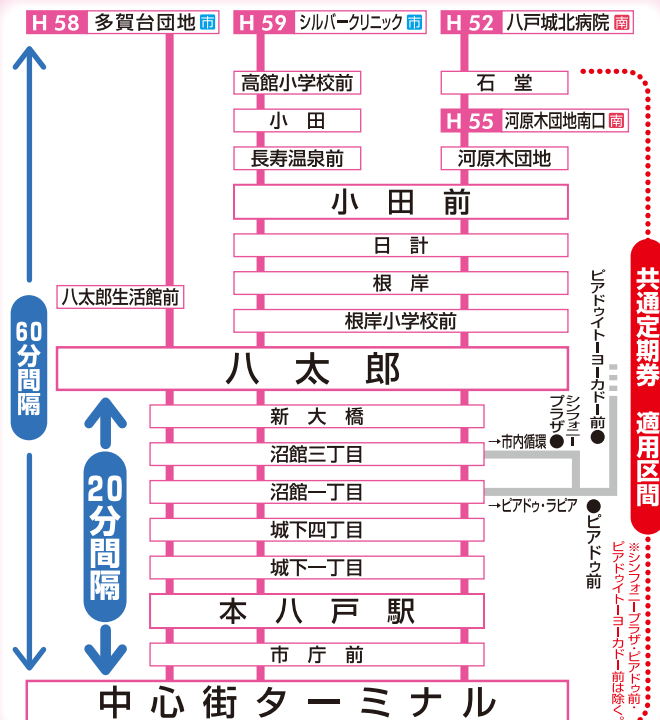 H 58 多賀台団地 市
H 59 シルバークリニック 市
H 52 八戸城北病院 南
高館小学校前
石堂
小田
H 55 河原木団地南口 南
長寿温泉前
河原木団地
小田前
日計
根岸
八太郎生活館前
根岸小学校前
八太郎
新大橋
沼館三丁目
沼館一丁目
城下四丁目
城下一丁目
本八戸駅
市庁前
中心街ターミナル
60分間隔
20分間隔
→市内循環
シンフォニー
プラザ
ピアドゥイトーヨーカドー前
→ピアドゥ・ラピア
ピアドゥ前
共通定期券 適用区間
※シンフォニープラザ・ピアドゥ前・
ピアドゥイトーヨーカドー前は除く。